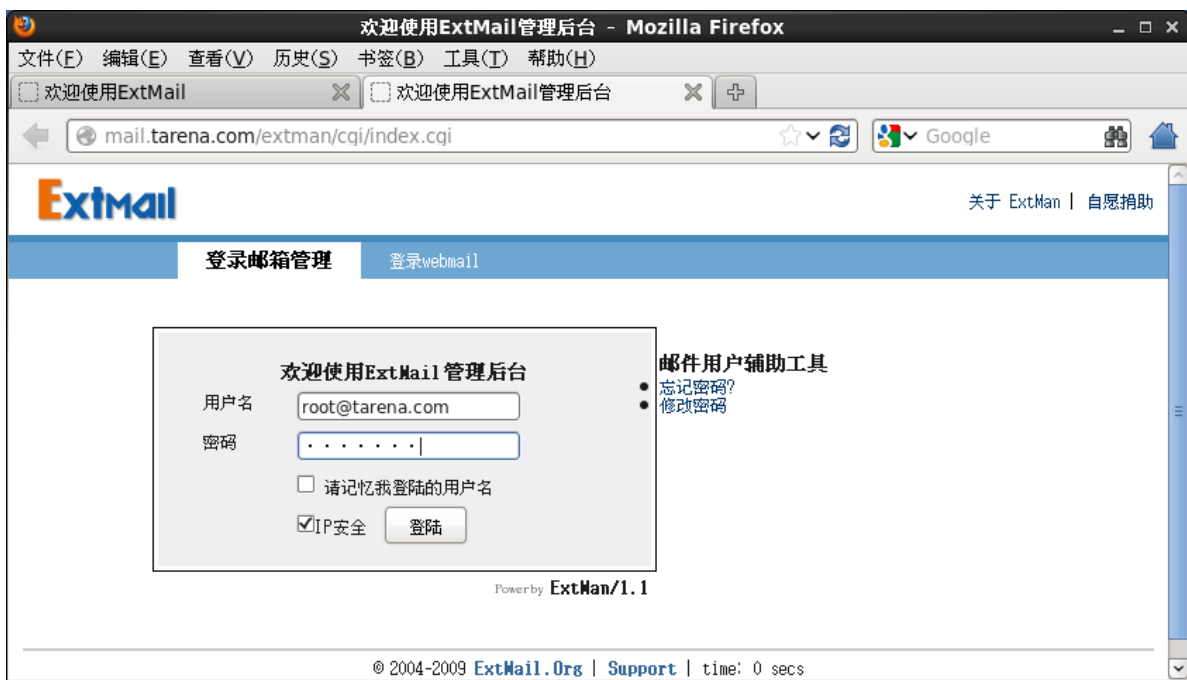 欢迎使用ExtMail管理后台 - Mozilla Firefox
文件(F) 编辑(E) 查看(V) 历史(S) 书签(B) 工具(T) 帮助(H)
欢迎使用ExtMail 欢迎使用ExtMail管理后台
mail.tarena.com/extman/cgi/index.cgi Google
ExtMail
关于 ExtMan | 自愿捐助
登录邮箱管理 登录webmail
欢迎使用ExtMail管理后台
用户名 root@tarena.com
密码 ·······
请记忆我登陆的用户名
IP安全 登陆
邮件用户辅助工具
忘记密码?
修改密码
Powerby ExtMan/1.1
© 2004-2009 ExtMail.Org | Support | time: 0 secs